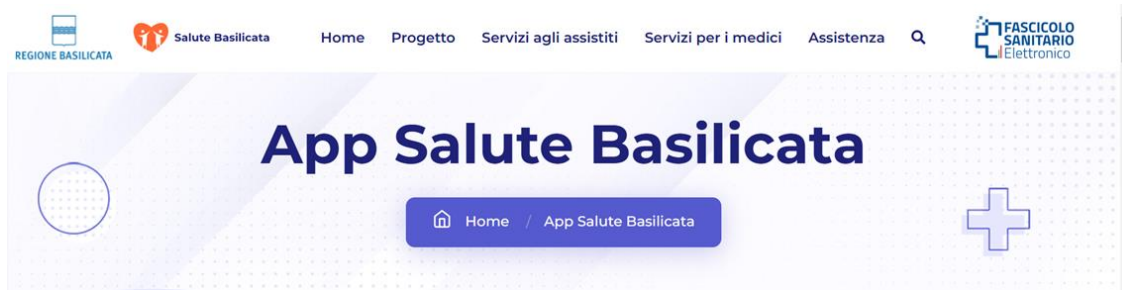 REGIONE BASILICATA
Salute Basilicata
Home Progetto Servizi agli assistiti Servizi per i medici Assistenza
FASCICOLO
SANITARIO
Elettronico
App Salute Basilicata
Home / App Salute Basilicata